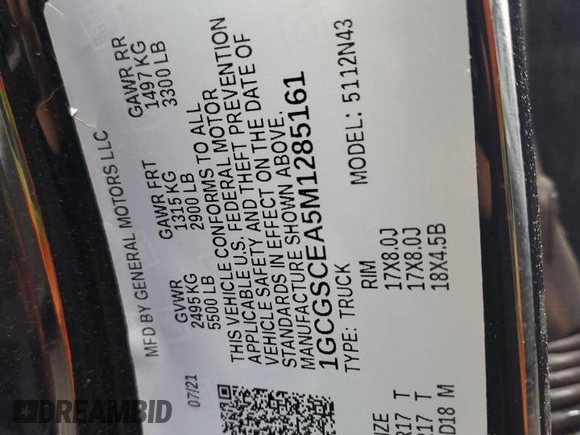 MFD BY GENERAL MOTORS LLC
07/21
GVWR GAWR FRT GAWR RR
2495 KG 1315 KG 1497 KG
5500 LB 2900 LB 3300 LB
THIS VEHICLE CONFORMS TO ALL
APPLICABLE U.S. FEDERAL MOTOR
VEHICLE SAFETY AND THEFT PREVENTION
STANDARDS IN EFFECT ON THE DATE OF
MANUFACTURE SHOWN ABOVE.
1GCGSCEA5M1285161
TYPE: TRUCK MODEL: 5112N43
RIM
17X8.0J
17X8.0J
T 18X4.5B
T
M
DREAMBID